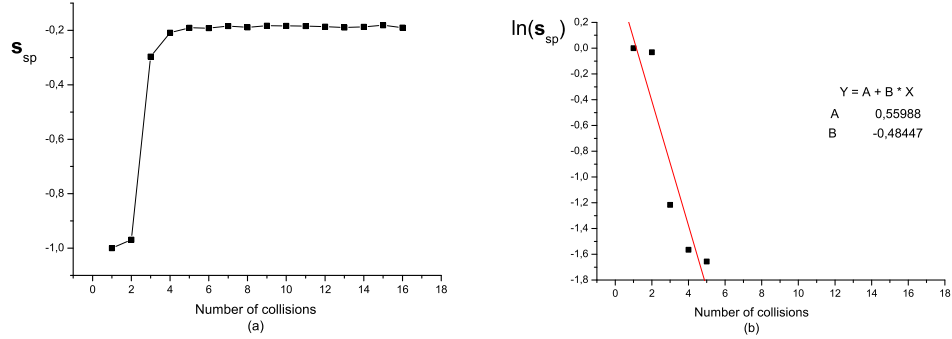 -0,2
-0,4
-0,6
-0,8
-1,0
s_sp
0 2 4 6 8 10 12 14 16 18
Number of collisions
(a)
ln(s_sp)
0,2
0,0
-0,2
-0,4
-0,6
-0,8
-1,0
-1,2
-1,4
-1,6
-1,8
Y = A + B * X
A 0,55988
B -0,48447
0 2 4 6 8 10 12 14 16 18
Number of collisions
(b)